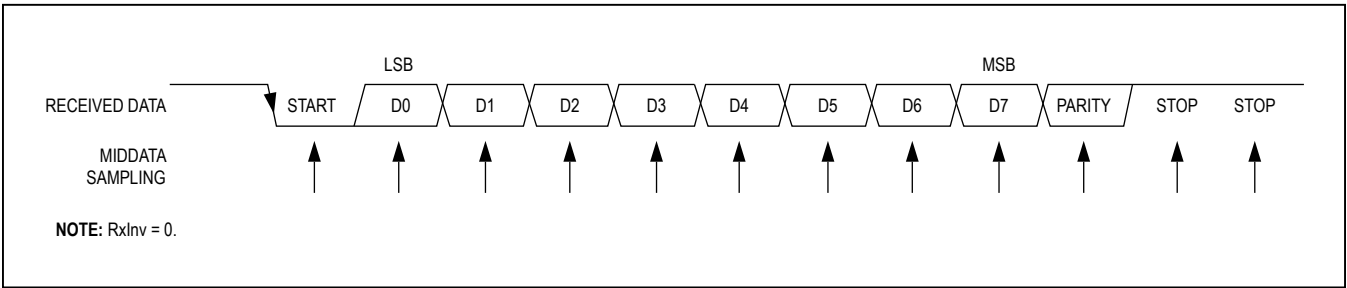 LSB MSB
RECEIVED DATA START D0 D1 D2 D3 D4 D5 D6 D7 PARITY STOP STOP
MIDDATA
SAMPLING
NOTE: RxInv = 0.